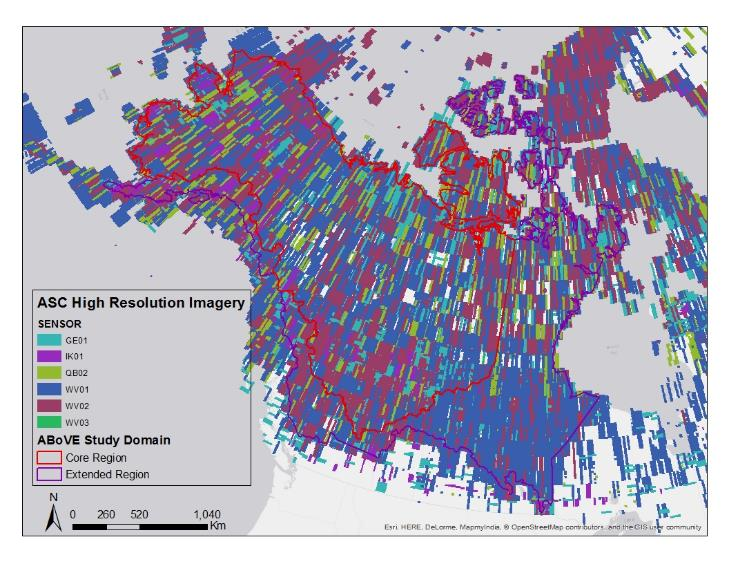 ASC High Resolution Imagery
SENSOR
GE01
IK01
QB02
WV01
WV02
WV03
ABoVE Study Domain
Core Region
Extended Region
N
0 260 520 1,040
Km
Esri, HERE, DeLorme, MapmyIndia, © OpenStreetMap contributors, and the GIS user community